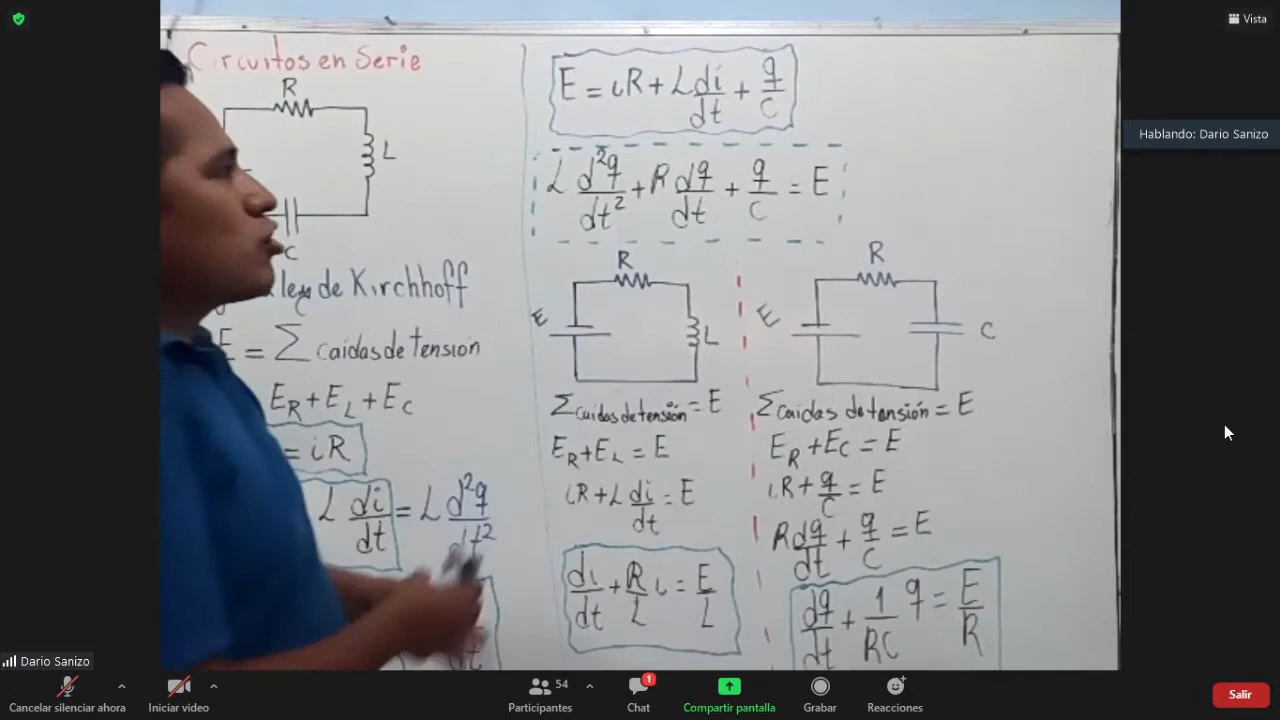 Vista
Hablando: Dario Sanizo
Circuitos en Serie
R
L
C
ley de Kirchhoff
E = Σ caidas de tensión
E_R + E_L + E_C
= iR
L di/dt = L d²q/dt²
E = iR + L di/dt + q/C
L d²q/dt² + R dq/dt + q/C = E
R
E
L
Σ caidas de tensión = E
E_R + E_L = E
iR + L di/dt = E
di/dt + R/L i = E/L
R
E
C
Σ caidas de tensión = E
E_R + E_C = E
iR + q/C = E
R dq/dt + q/C = E
dq/dt + 1/RC q = E/R
Dario Sanizo
Cancelar silenciar ahora
Iniciar video
54
Participantes
1
Chat
Compartir pantalla
Grabar
Reacciones
Salir